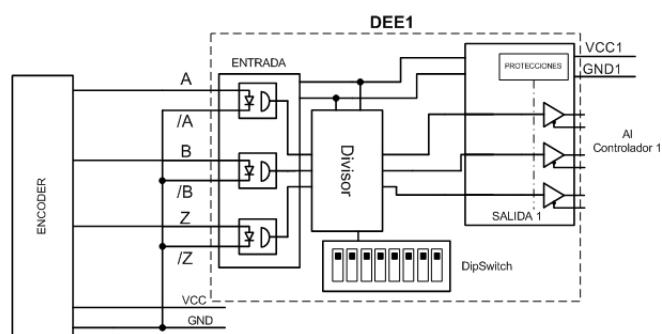 DEE1
ENTRADA
VCC1
GND1
PROTECCIONES
A
/A
B
/B
Z
/Z
ENCODER
Divisor
Al
Controlador 1
SALIDA 1
DipSwitch
VCC
GND